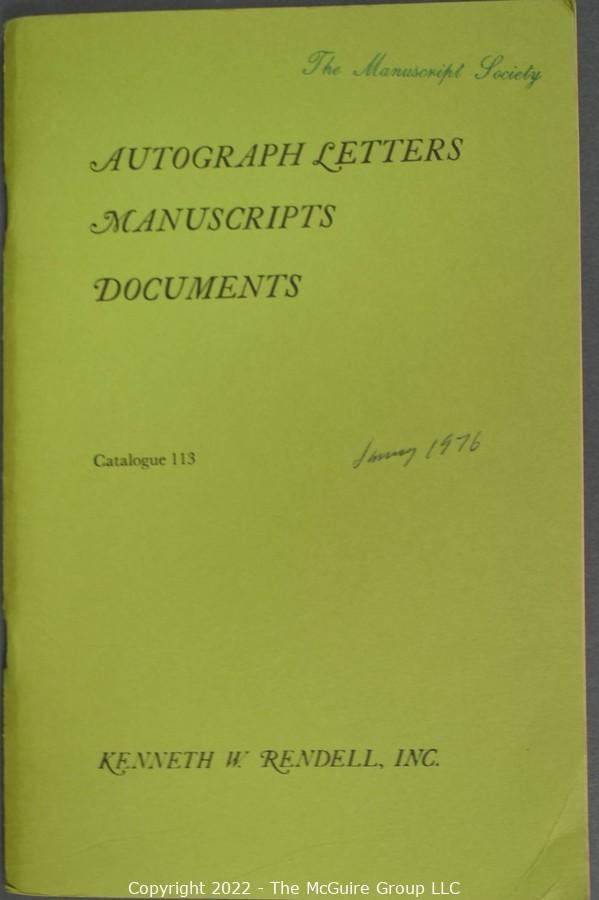 The Manuscript Society
AUTOGRAPH LETTERS
MANUSCRIPTS
DOCUMENTS
Catalogue 113
1976
KENNETH W. RENDELL, INC.
Copyright 2022 - The McGuire Group LLC